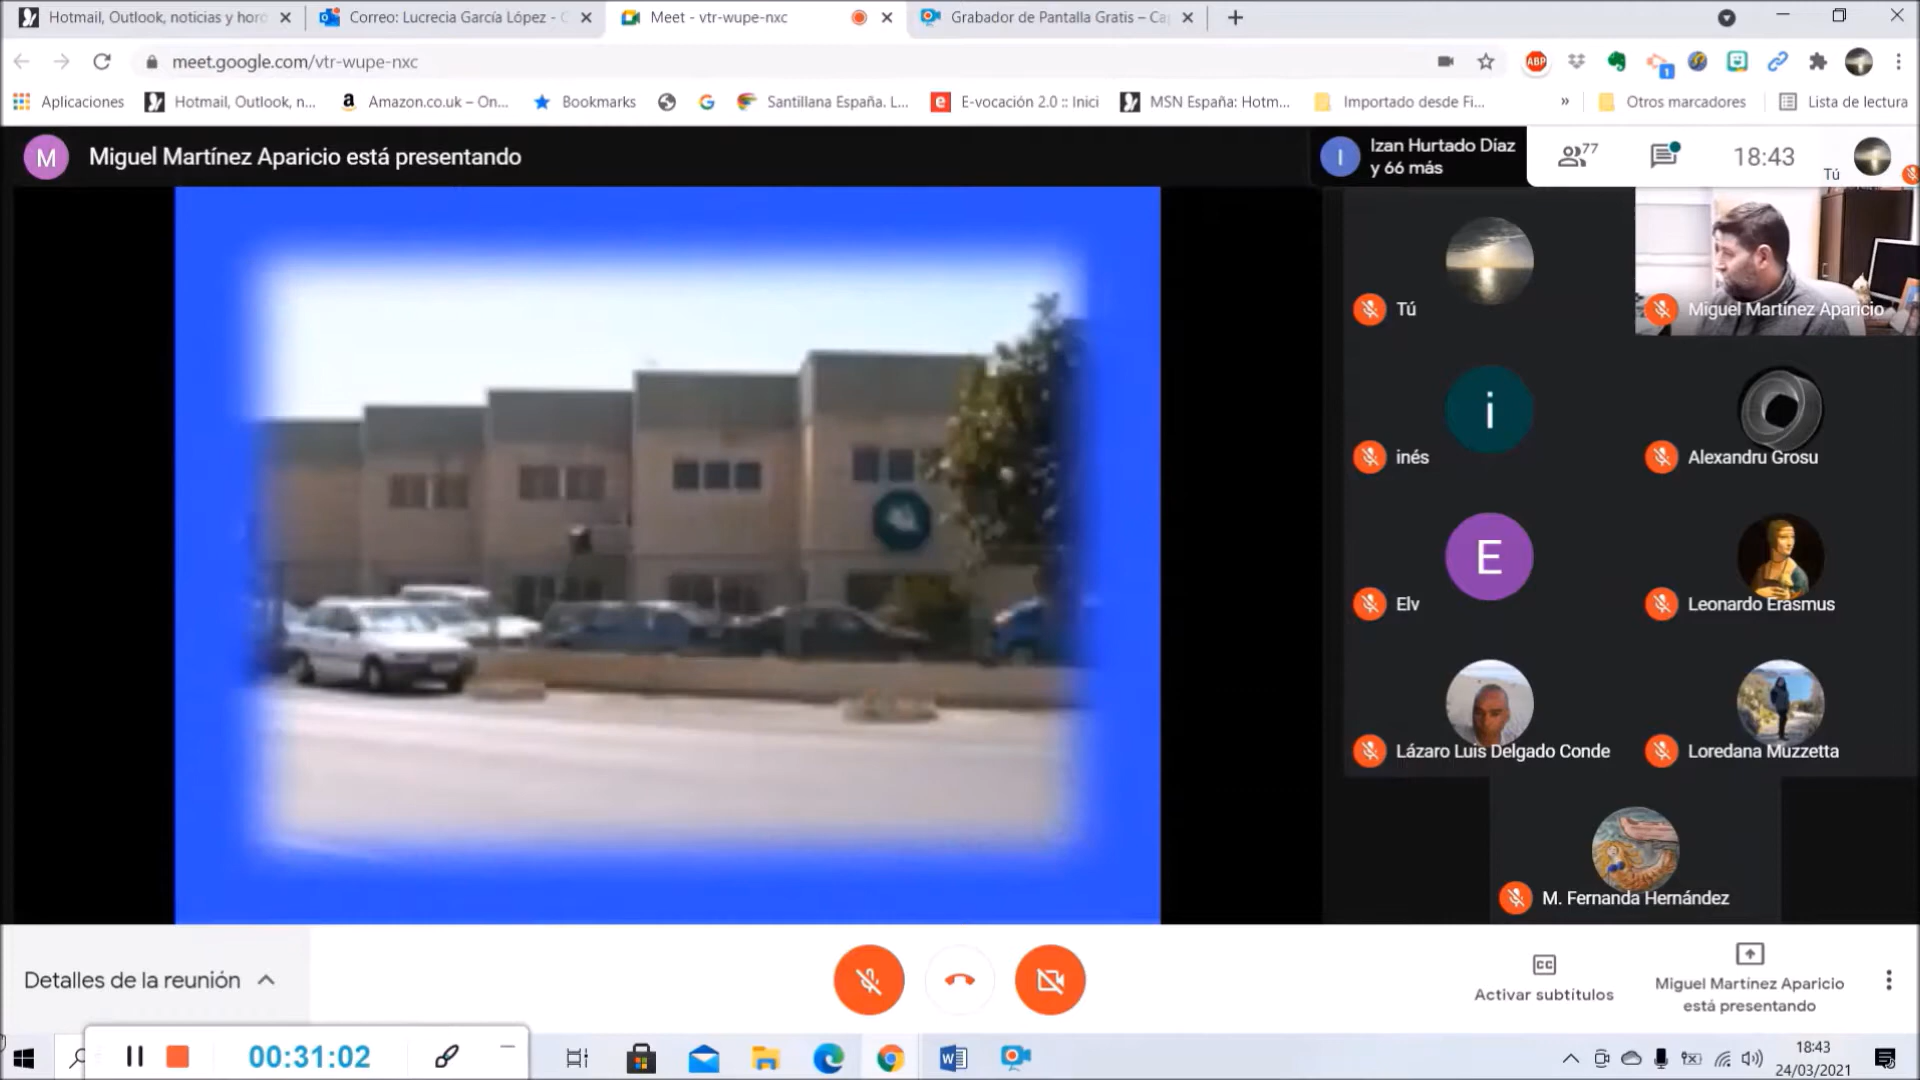 Hotmail, Outlook, noticias y horó
Correo: Lucrecia García López - O
Meet - vtr-wupe-nxc
Grabador de Pantalla Gratis – Ca
meet.google.com/vtr-wupe-nxc
ABP
1
Aplicaciones
Hotmail, Outlook, n...
Amazon.co.uk – On...
Bookmarks
Santillana España. L...
E-vocación 2.0 :: Inici
MSN España: Hotm...
Importado desde Fi...
»
Otros marcadores
Lista de lectura
M
Miguel Martínez Aparicio está presentando
I
Izan Hurtado Díaz
y 66 más
77
18:43
Tú
Tú
Miguel Martínez Aparicio
i
inés
Alexandru Grosu
E
Elv
Leonardo Erasmus
Lázaro Luis Delgado Conde
Loredana Muzzetta
M. Fernanda Hernández
Detalles de la reunión
CC
Activar subtítulos
Miguel Martínez Aparicio
está presentando
00:31:02
W
18:43
24/03/2021